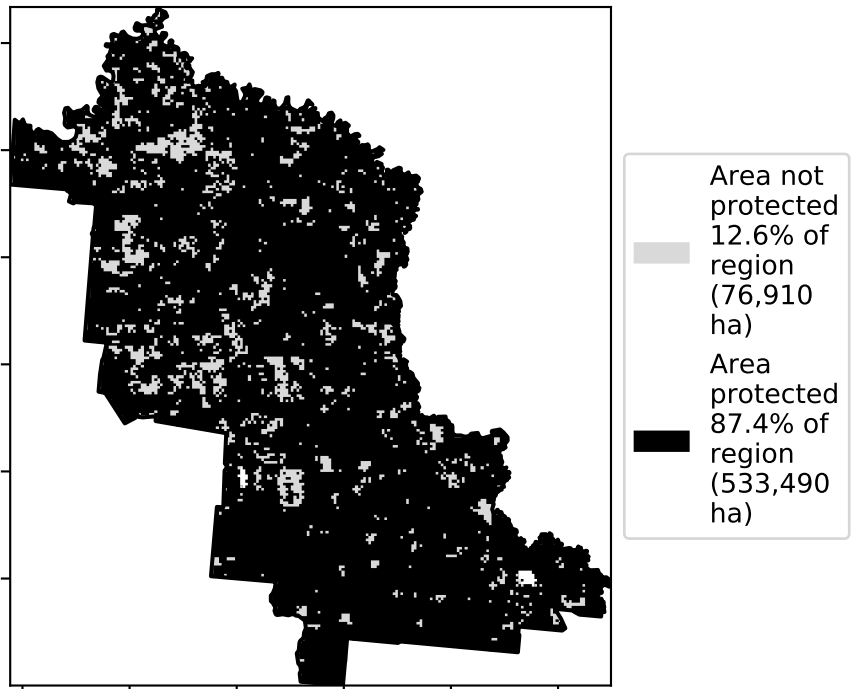 Area not
protected
12.6% of
region
(76,910
ha)
Area
protected
87.4% of
region
(533,490
ha)